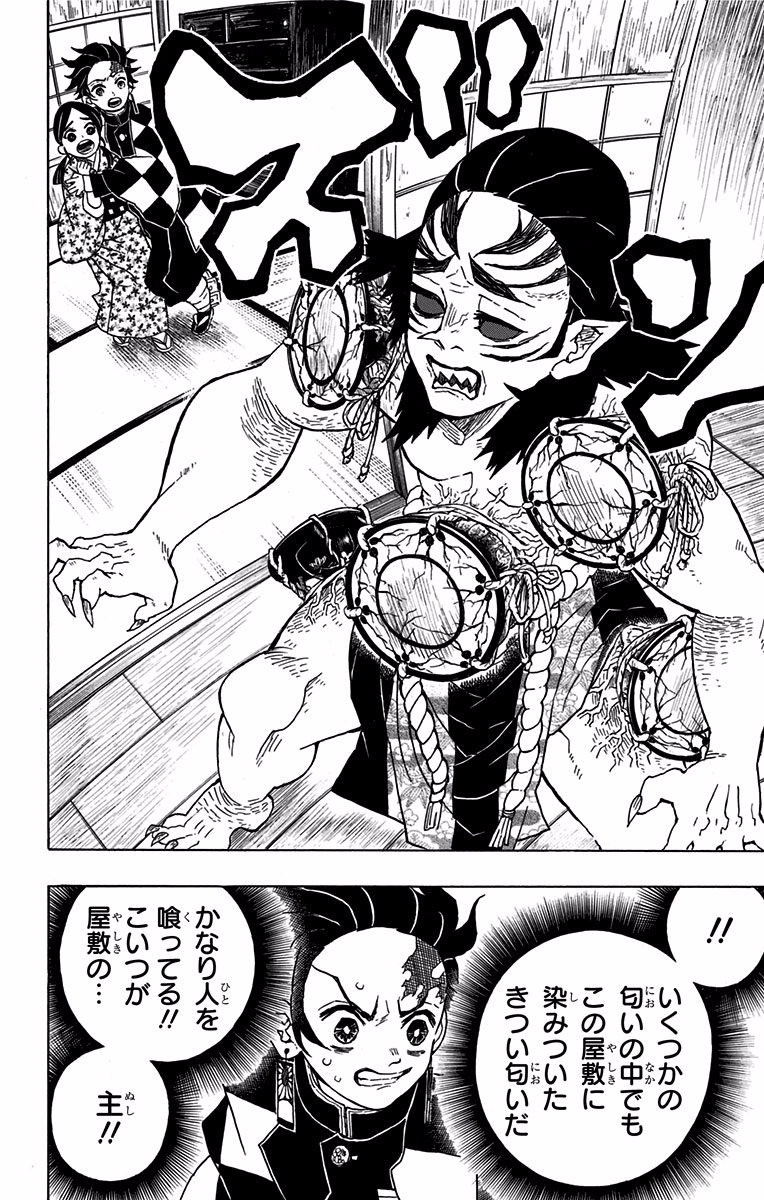 ズ
ン
!!
!!
いくつかの
匂いの中でも
この屋敷に
染みついた
きつい匂いだ
かなり人を
喰ってる!!
こいつが
屋敷の…
主!!